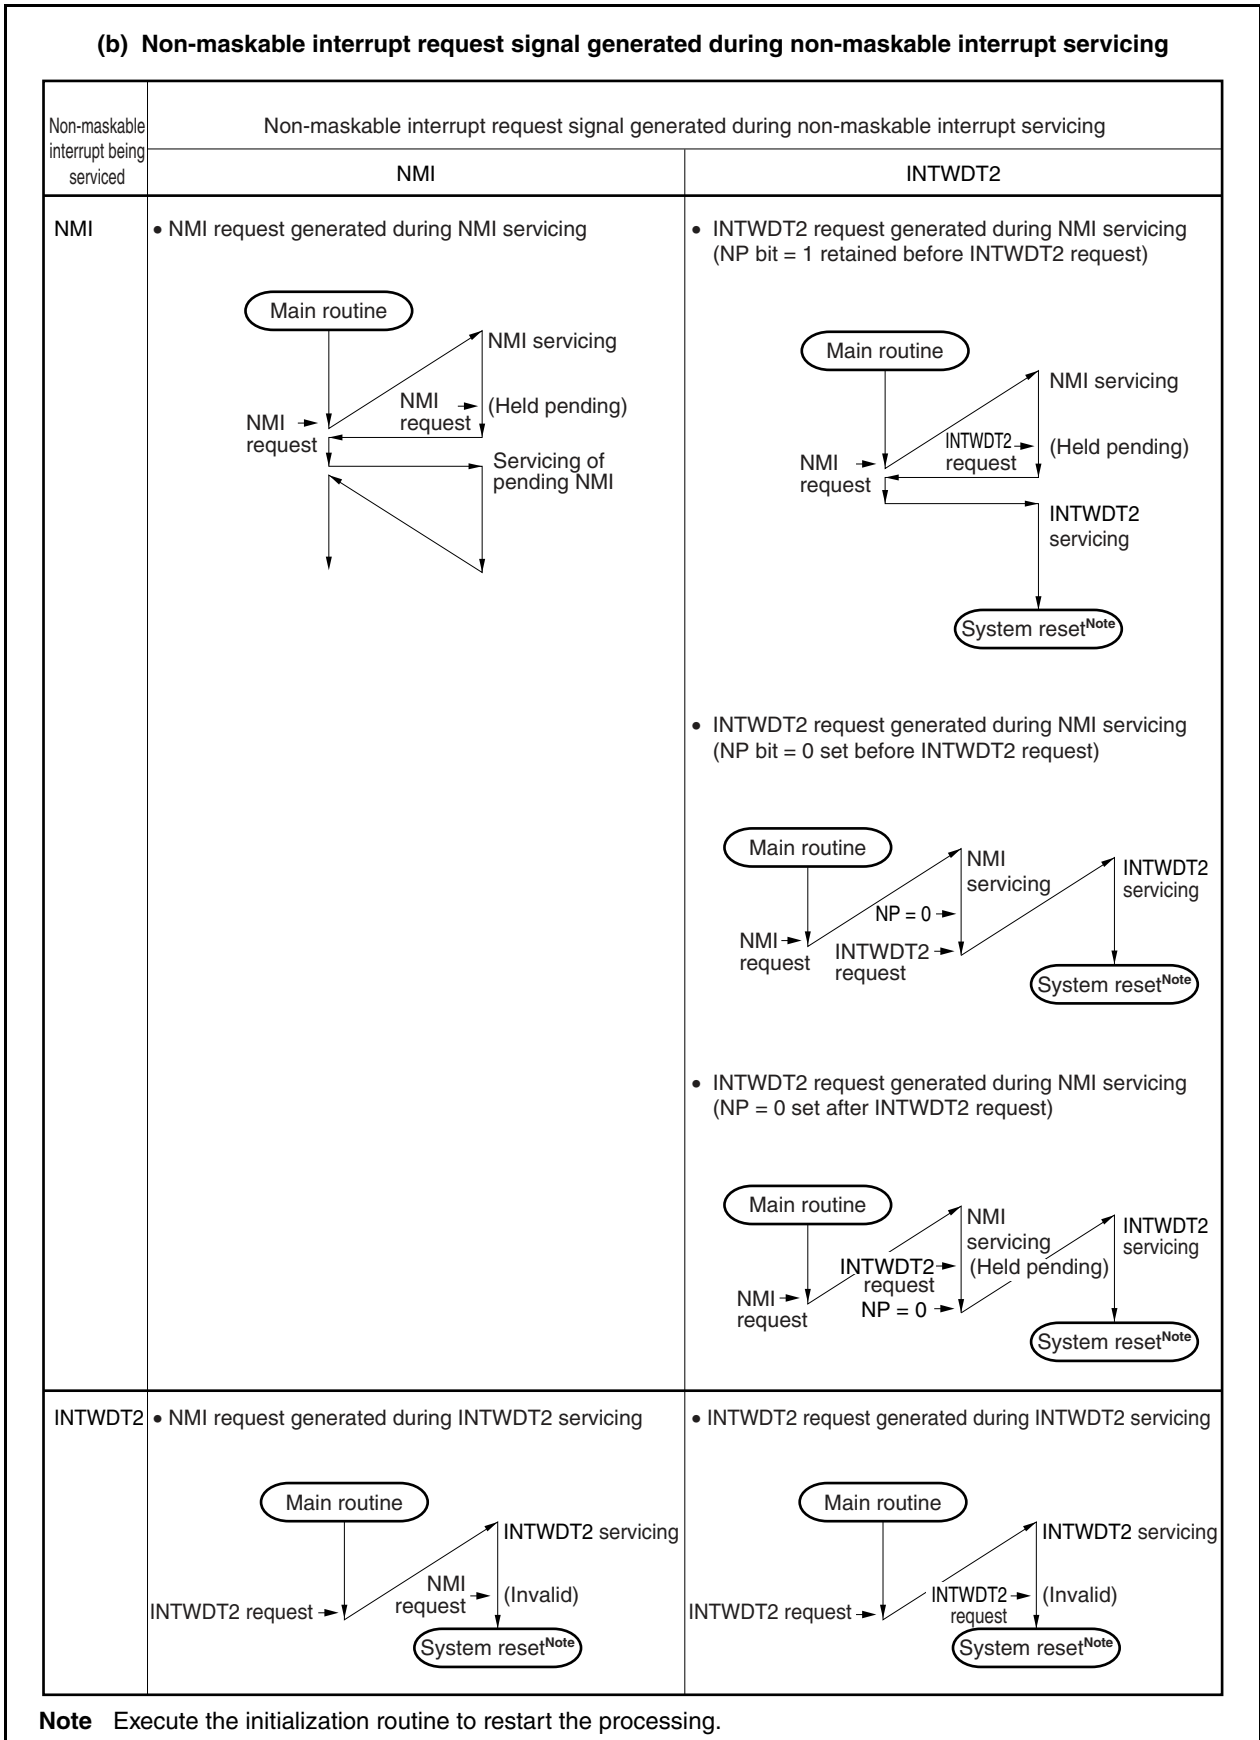 (b) Non-maskable interrupt request signal generated during non-maskable interrupt servicing
Non-maskable
interrupt being
serviced
Non-maskable interrupt request signal generated during non-maskable interrupt servicing
NMI
INTWDT2
NMI
• NMI request generated during NMI servicing
Main routine
NMI servicing
NMI
request
(Held pending)
NMI
request
Servicing of
pending NMI
• INTWDT2 request generated during NMI servicing
(NP bit = 1 retained before INTWDT2 request)
Main routine
NMI servicing
INTWDT2
request
(Held pending)
NMI
request
INTWDT2
servicing
System reset Note
• INTWDT2 request generated during NMI servicing
(NP bit = 0 set before INTWDT2 request)
Main routine
NMI
servicing
INTWDT2
servicing
NP = 0
NMI
request
INTWDT2
request
System reset Note
• INTWDT2 request generated during NMI servicing
(NP = 0 set after INTWDT2 request)
Main routine
NMI
servicing
(Held pending)
INTWDT2
servicing
INTWDT2
request
NMI
request
NP = 0
System reset Note
INTWDT2
• NMI request generated during INTWDT2 servicing
Main routine
INTWDT2 servicing
NMI
request
(Invalid)
INTWDT2 request
System reset Note
• INTWDT2 request generated during INTWDT2 servicing
Main routine
INTWDT2 servicing
INTWDT2
request
(Invalid)
INTWDT2 request
System reset Note
Note Execute the initialization routine to restart the processing.